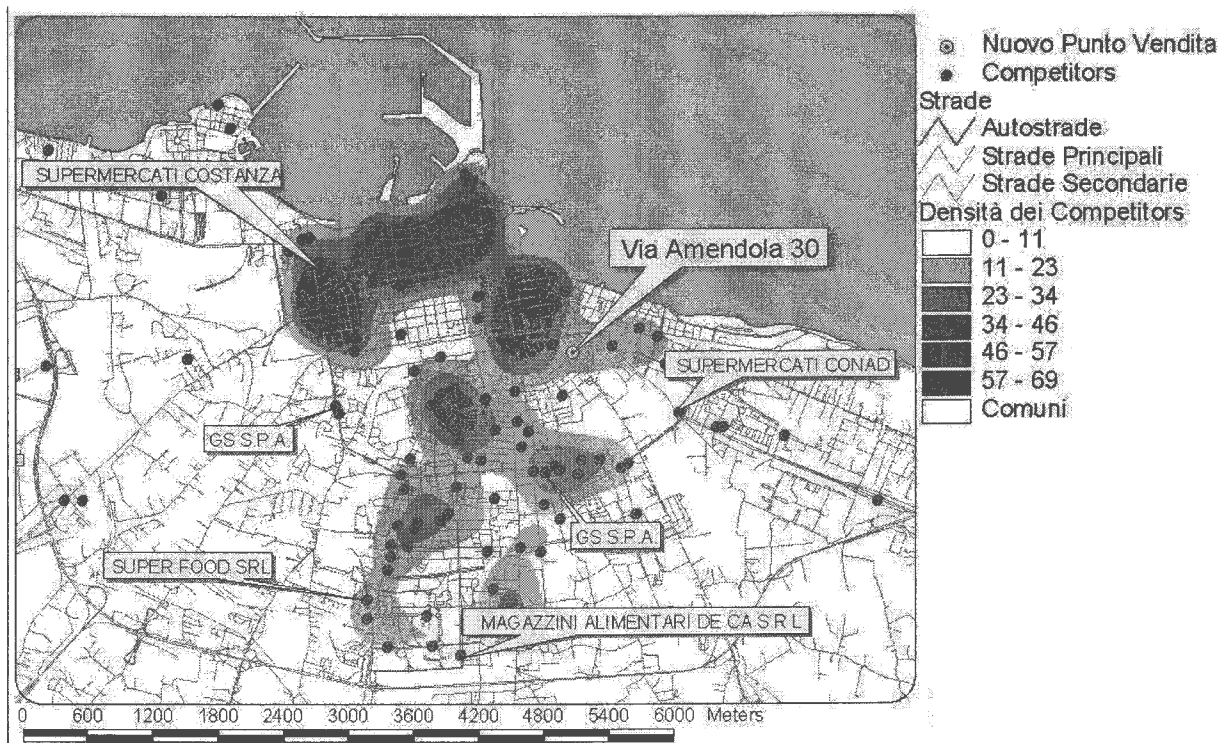 SUPERMERCATI COSTANZA
Via Amendola 30
SUPERMERCATI CONAD
GS S.P.A.
GS S.P.A.
SUPER FOOD SRL
MAGAZZINI ALIMENTARI DE CA S R L
0 600 1200 1800 2400 3000 3600 4200 4800 5400 6000 Meters
Nuovo Punto Vendita
Competitors
Strade
Autostrade
Strade Principali
Strade Secondarie
Densità dei Competitors
0 - 11
11 - 23
23 - 34
34 - 46
46 - 57
57 - 69
Comuni